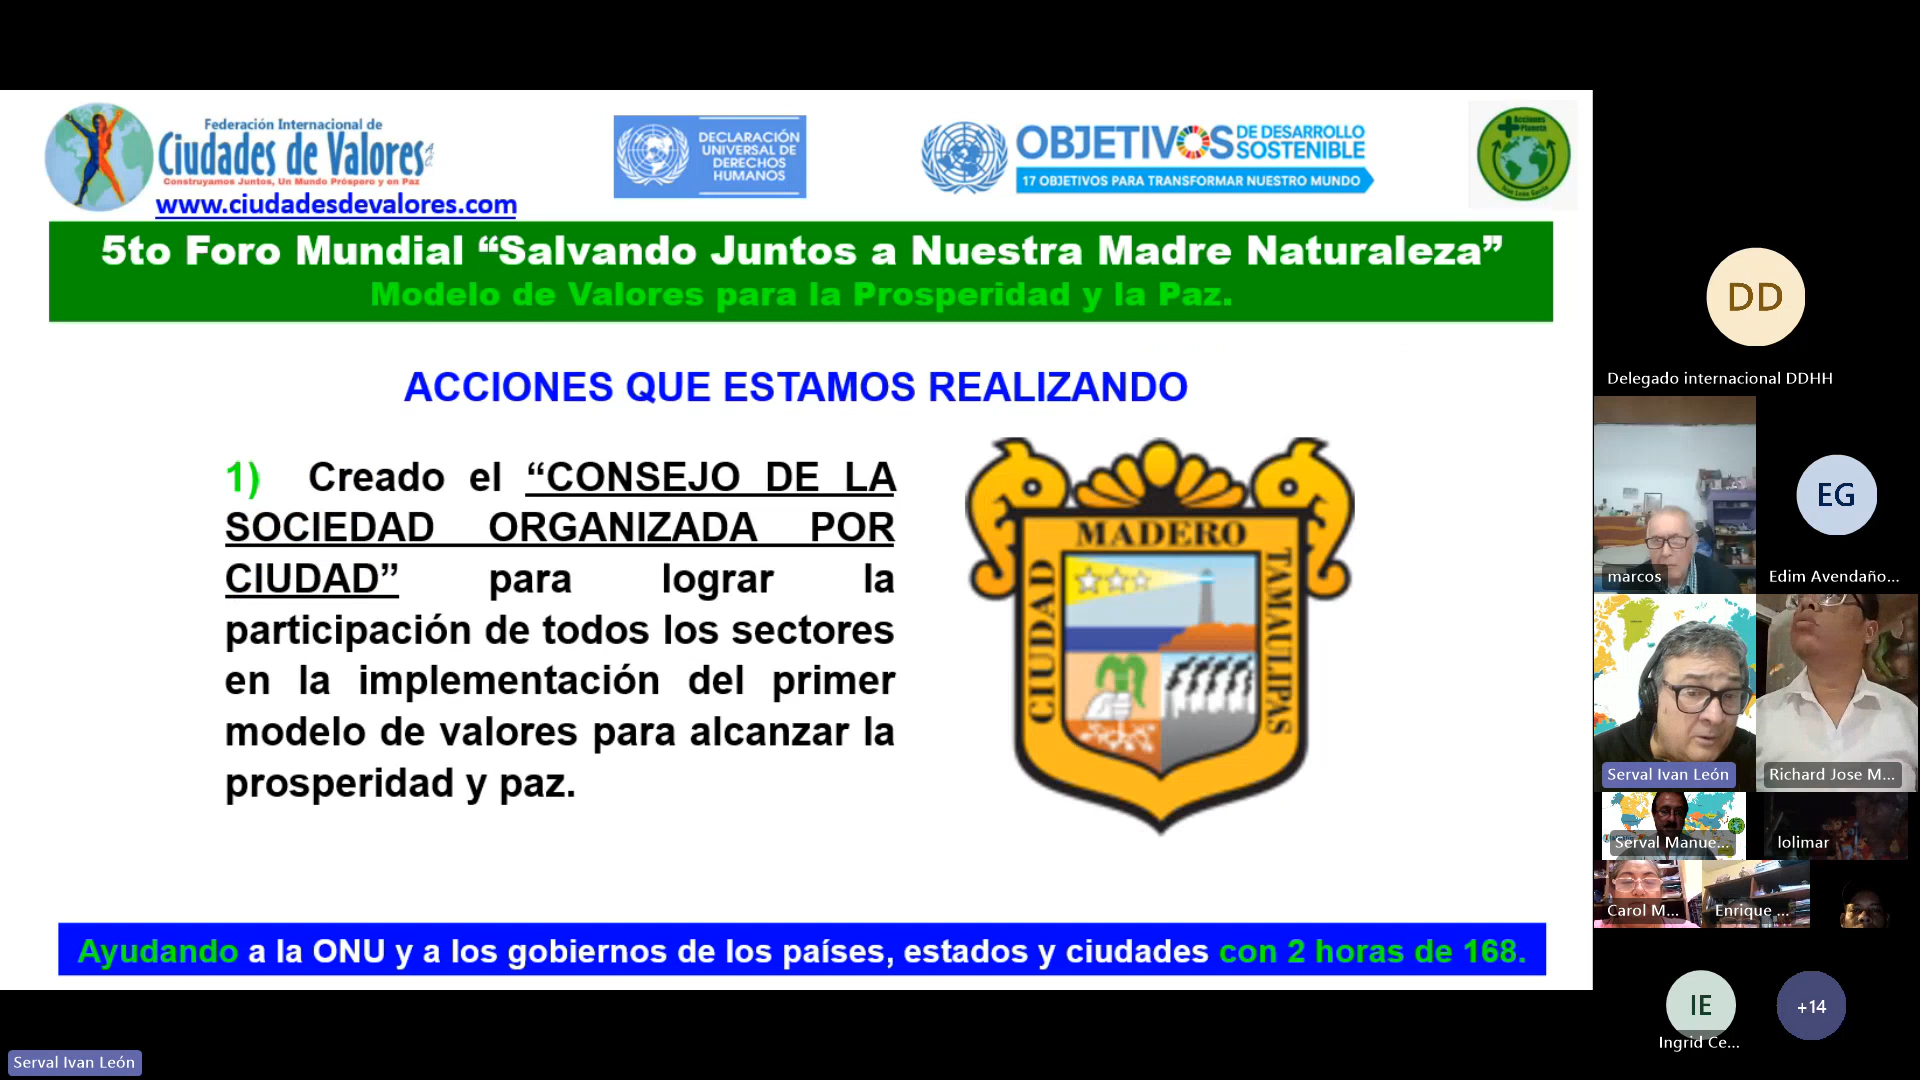 Federación Internacional de
Ciudades de Valores A.C.
Construyamos Juntos, Un Mundo Próspero y en Paz
www.ciudadesdevalores.com
DECLARACIÓN
UNIVERSAL DE
DERECHOS
HUMANOS
OBJETIVOS DE DESARROLLO
SOSTENIBLE
17 OBJETIVOS PARA TRANSFORMAR NUESTRO MUNDO
+ Acciones
Planeta
5to Foro Mundial “Salvando Juntos a Nuestra Madre Naturaleza”
Modelo de Valores para la Prosperidad y la Paz.
ACCIONES QUE ESTAMOS REALIZANDO
1) Creado el “CONSEJO DE LA
SOCIEDAD ORGANIZADA POR
CIUDAD” para lograr la
participación de todos los sectores
en la implementación del primer
modelo de valores para alcanzar la
prosperidad y paz.
CIUDAD
MADERO
TAMAULIPAS
Ayudando a la ONU y a los gobiernos de los países, estados y ciudades con 2 horas de 168.
DD
Delegado internacional DDHH
marcos
EG
Edim Avendaño...
Serval Ivan León
Richard Jose M...
Serval Manue...
lolimar
Carol M...
Enrique ...
IE
Ingrid Ce...
+14
Serval Ivan León